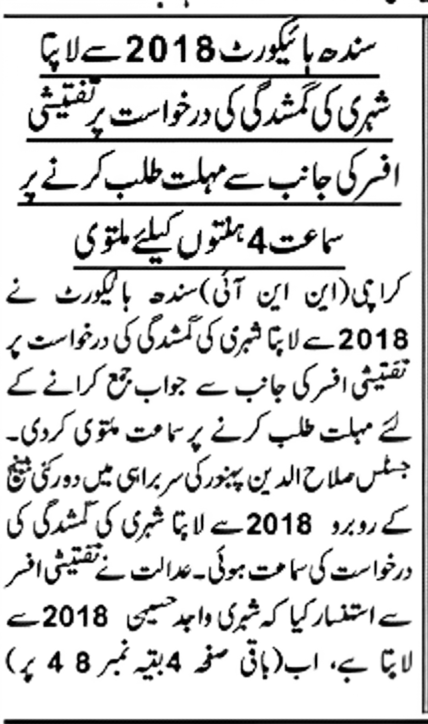 سندھ ہائیکورٹ 2018 سے لاپتا
شہری کی گمشدگی کی درخواست پر تفتیشی
افسر کی جانب سے مہلت طلب کرنے پر
سماعت 4 ہفتوں کیلئے ملتوی
کراچی (این این آئی) سندھ ہائیکورٹ نے
2018 سے لاپتا شہری کی گمشدگی کی درخواست پر
تفتیشی افسر کی جانب سے جواب جمع کرانے کے
لئے مہلت طلب کرنے پر سماعت ملتوی کردی۔
جسٹس صلاح الدین پنہور کی سربراہی میں دو رکنی بینچ
کے روبرو 2018 سے لاپتا شہری کی گمشدگی کی
درخواست کی سماعت ہوئی۔ عدالت نے تفتیشی افسر
سے استفسار کیا کہ شہری واجد حسین 2018 سے
لاپتا ہے، اب (باقی صفحہ 4 بقیہ نمبر 48 پر)